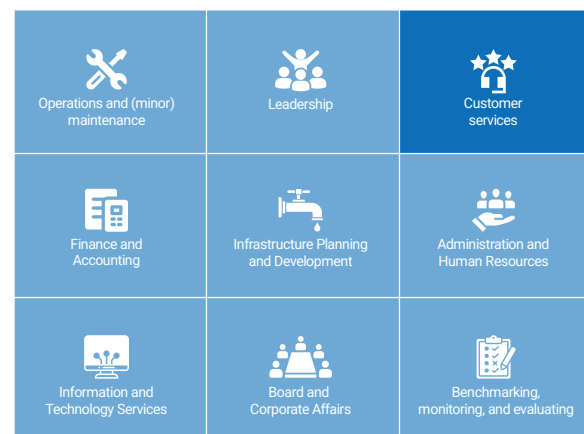 Operations and (minor)
maintenance
Leadership
Customer
services
Finance and
Accounting
Infrastructure Planning
and Development
Administration and
Human Resources
Information and
Technology Services
Board and
Corporate Affairs
Benchmarking,
monitoring, and evaluating